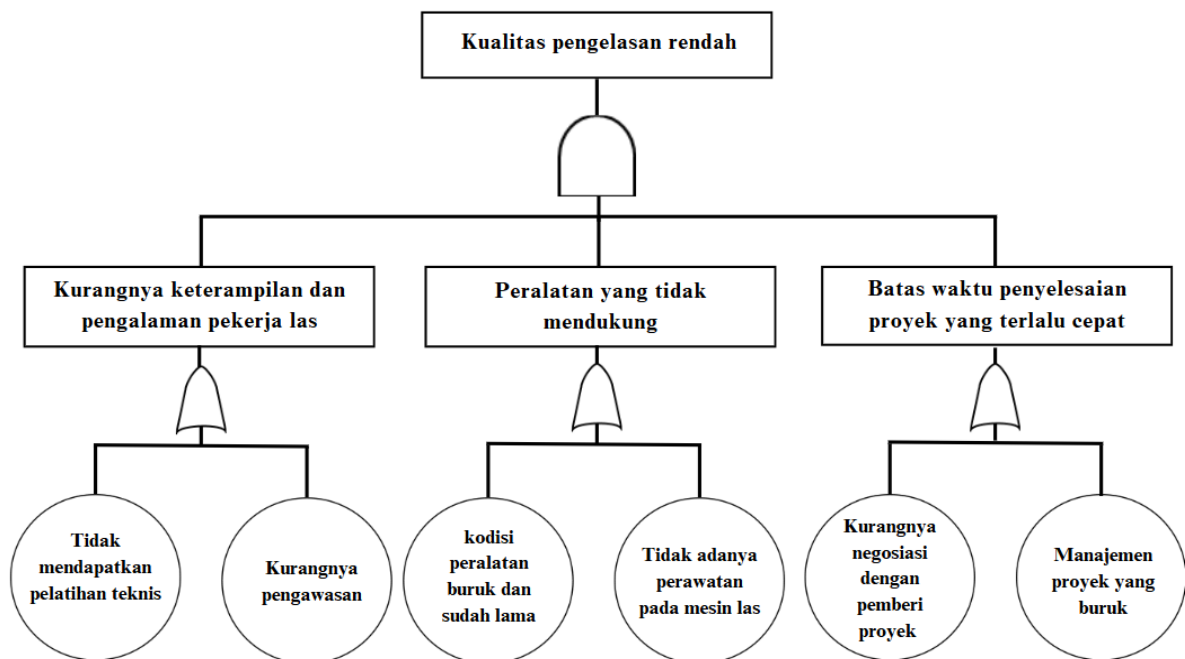 Kualitas pengelasan rendah
Kurangnya keterampilan dan
pengalaman pekerja las
Peralatan yang tidak
mendukung
Batas waktu penyelesaian
proyek yang terlalu cepat
Tidak
mendapatkan
pelatihan teknis
Kurangnya
pengawasan
kodisi
peralatan
buruk dan
sudah lama
Tidak adanya
perawatan
pada mesin las
Kurangnya
negosiasi
dengan
pemberi
proyek
Manajemen
proyek yang
buruk